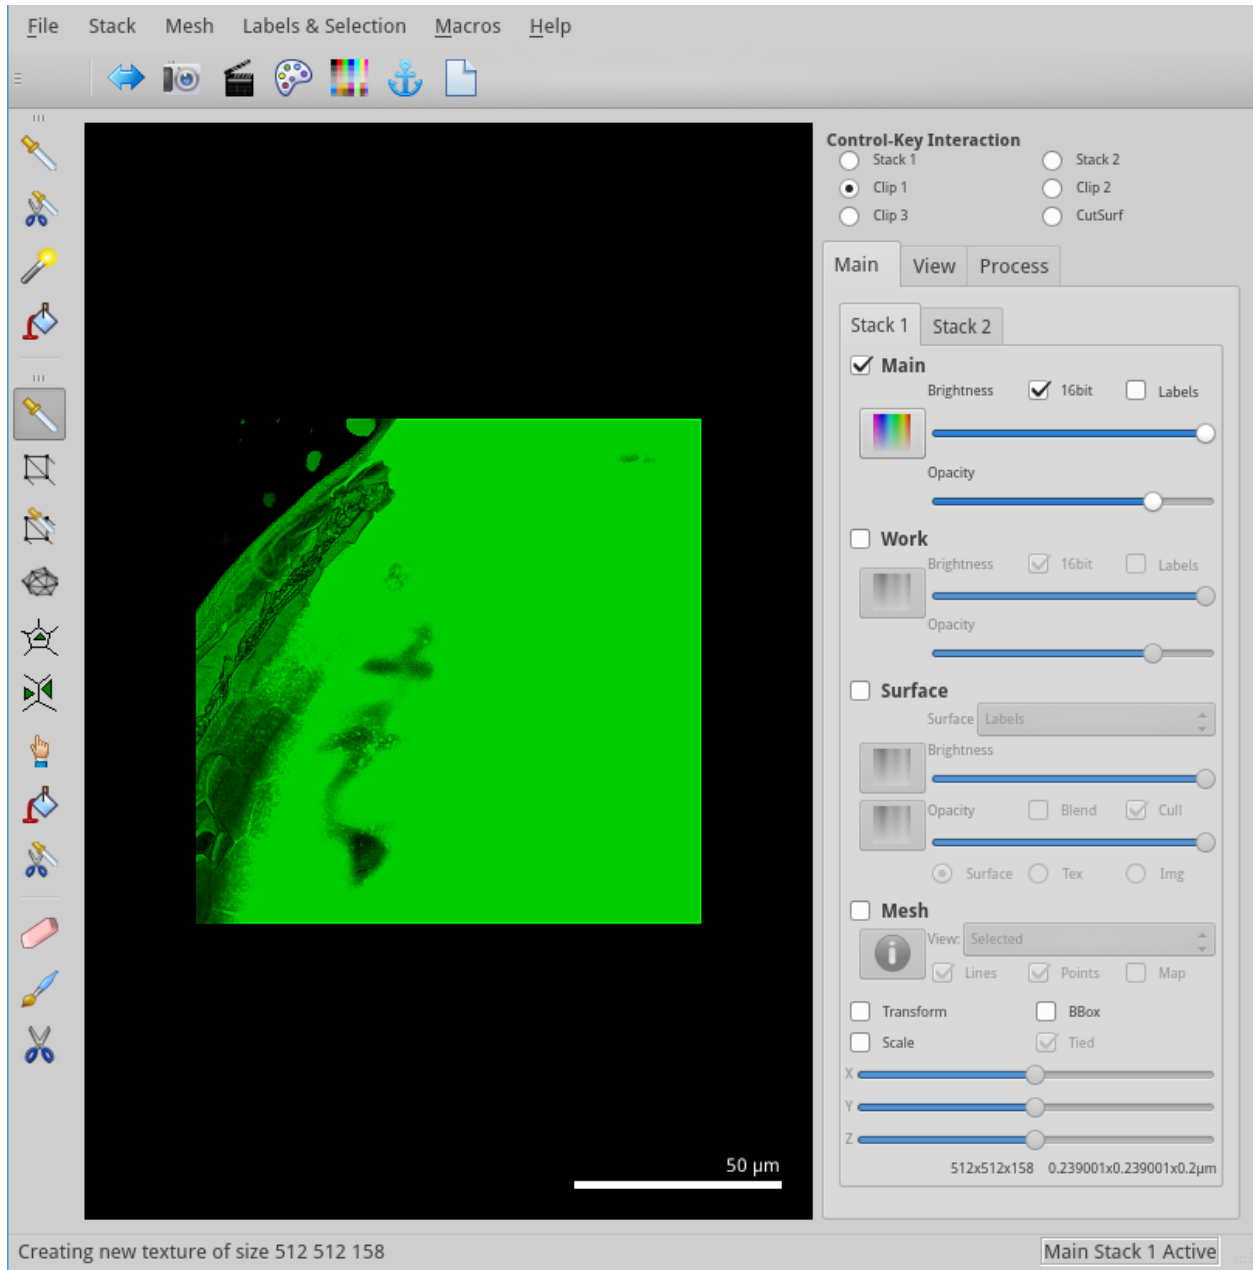 File Stack Mesh Labels & Selection Macros Help
Control-Key Interaction
Stack 1 Stack 2
Clip 1 Clip 2
Clip 3 CutSurf
Main View Process
Stack 1 Stack 2
Main
Brightness 16bit Labels
Opacity
Work
Brightness 16bit Labels
Opacity
Surface
Surface Labels
Brightness
Opacity Blend Cull
Surface Tex Img
Mesh
View: Selected
Lines Points Map
Transform BBox
Scale Tied
X
Y
Z
512x512x158 0.239001x0.239001x0.2µm
50 µm
Creating new texture of size 512 512 158 Main Stack 1 Active